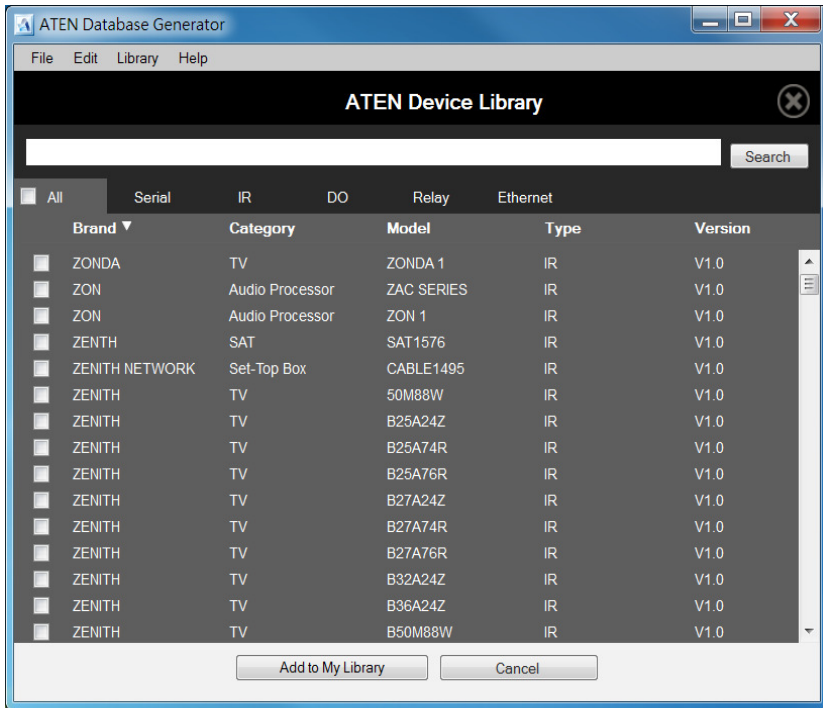 ATEN Database Generator
File Edit Library Help
ATEN Device Library
Search
All Serial IR DO Relay Ethernet
Brand ▼ Category Model Type Version
ZONDA TV ZONDA 1 IR V1.0
ZON Audio Processor ZAC SERIES IR V1.0
ZON Audio Processor ZON 1 IR V1.0
ZENTH SAT SAT1576 IR V1.0
ZENITH NETWORK Set-Top Box CABLE1495 IR V1.0
ZENITH TV 50M88W IR V1.0
ZENITH TV B25A24Z IR V1.0
ZENITH TV B25A74R IR V1.0
ZENITH TV B25A76R IR V1.0
ZENITH TV B27A24Z IR V1.0
ZENITH TV B27A74R IR V1.0
ZENITH TV B27A76R IR V1.0
ZENITH TV B32A24Z IR V1.0
ZENITH TV B36A24Z IR V1.0
ZENITH TV B50M88W IR V1.0
Add to My Library Cancel